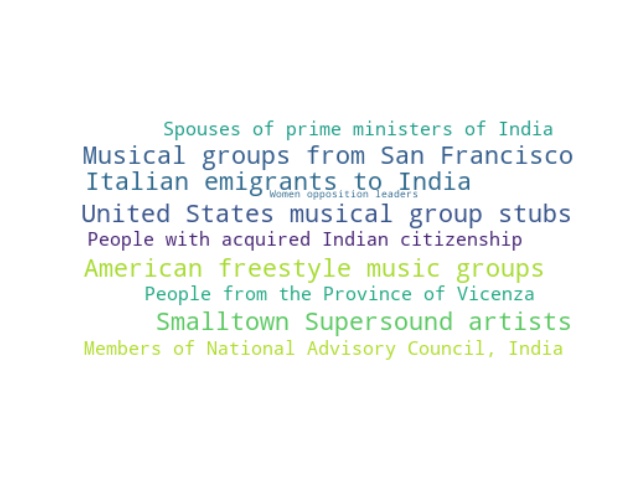 Spouses of prime ministers of India
Musical groups from San Francisco
Italian emigrants to India
Women opposition leaders
United States musical group stubs
People with acquired Indian citizenship
American freestyle music groups
People from the Province of Vicenza
Smalltown Supersound artists
Members of National Advisory Council, India